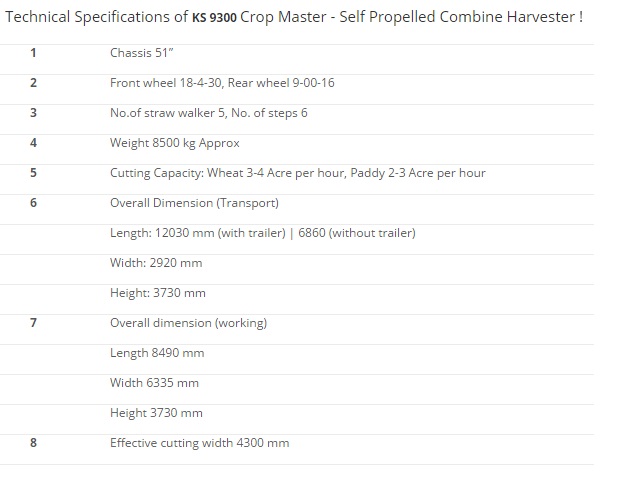 Technical Specifications of KS 9300 Crop Master - Self Propelled Combine Harvester !
1 Chassis 51”
2 Front wheel 18-4-30, Rear wheel 9-00-16
3 No.of straw walker 5, No. of steps 6
4 Weight 8500 kg Approx
5 Cutting Capacity: Wheat 3-4 Acre per hour, Paddy 2-3 Acre per hour
6 Overall Dimension (Transport)
Length: 12030 mm (with trailer) | 6860 (without trailer)
Width: 2920 mm
Height: 3730 mm
7 Overall dimension (working)
Length 8490 mm
Width 6335 mm
Height 3730 mm
8 Effective cutting width 4300 mm